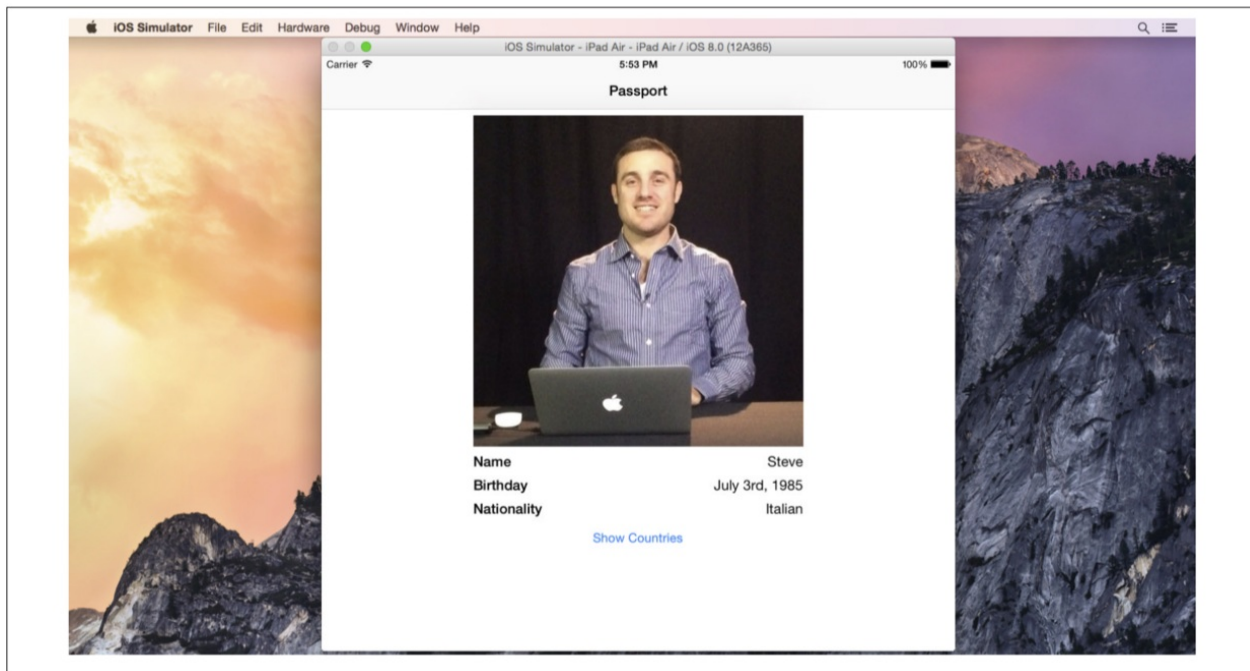 iOS Simulator File Edit Hardware Debug Window Help
iOS Simulator - iPad Air - iPad Air / iOS 8.0 (12A365)
Carrier 5:53 PM 100%
Passport
Name Steve
Birthday July 3rd, 1985
Nationality Italian
Show Countries